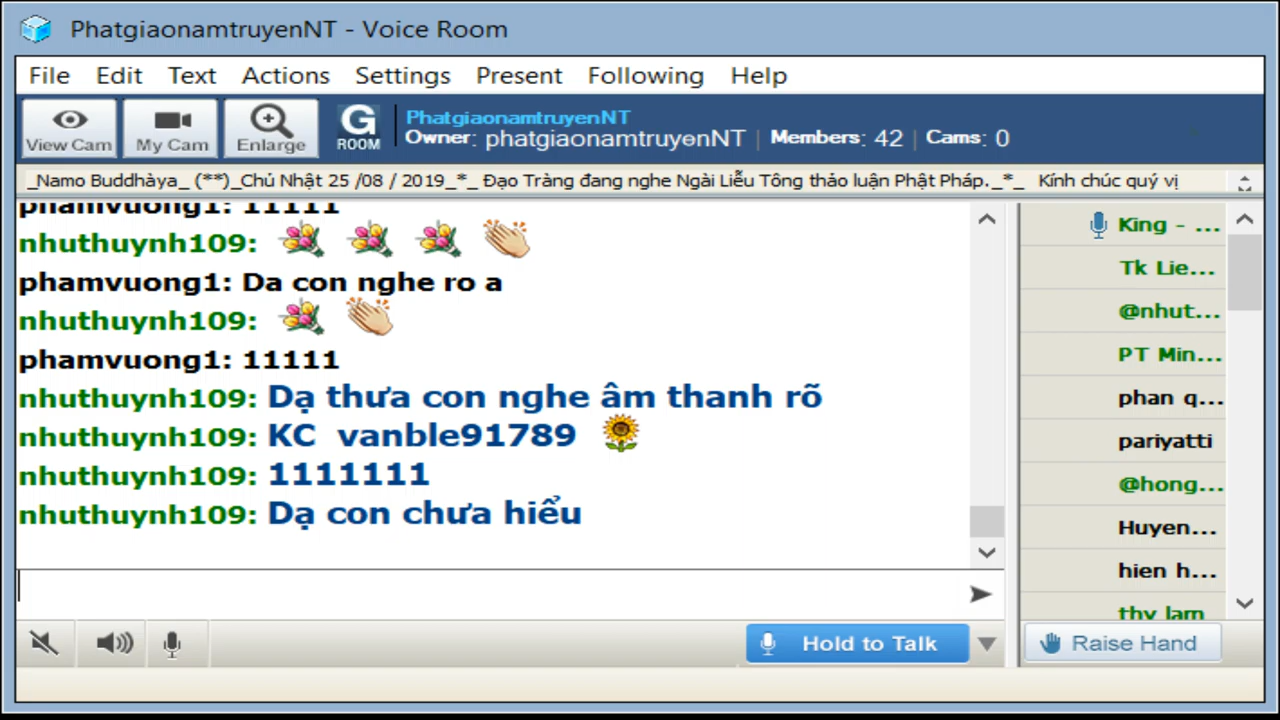 PhatgiaonamtruyenNT - Voice Room
File Edit Text Actions Settings Present Following Help
View Cam My Cam Enlarge G ROOM
PhatgiaonamtruyenNT
Owner: phatgiaonamtruyenNT | Members: 42 | Cams: 0
_Namo Buddhàya_ (**)_Chủ Nhật 25 /08 / 2019_*_ Đạo Tràng đang nghe Ngài Liễu Tông thảo luận Phật Pháp._*_ Kính chúc quý vị
phamvuong1: 11111
nhuthuynh109:
phamvuong1: Da con nghe ro a
nhuthuynh109:
phamvuong1: 11111
nhuthuynh109: Dạ thưa con nghe âm thanh rõ
nhuthuynh109: KC vanble91789
nhuthuynh109: 1111111
nhuthuynh109: Dạ con chưa hiểu
King - ...
Tk Lie...
@nhut...
PT Min...
phan q...
pariyatti
@hong...
Huyen...
hien h...
thy lam
Hold to Talk
Raise Hand